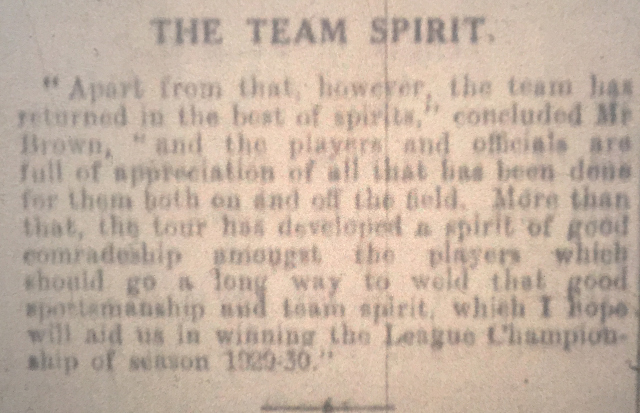 THE TEAM SPIRIT.
" Apart from that, however, the team has
returned in the best of spirits," concluded Mr
Brown, " and the players and officials are
full of appreciation of all that has been done
for them both on and off the field. More than
that, the tour has developed a spirit of good
comradeship amongst the players which
should go a long way to weld that good
sportsmanship and team spirit, which I hope
will aid us in winning the League Champion-
ship of season 1929-30."